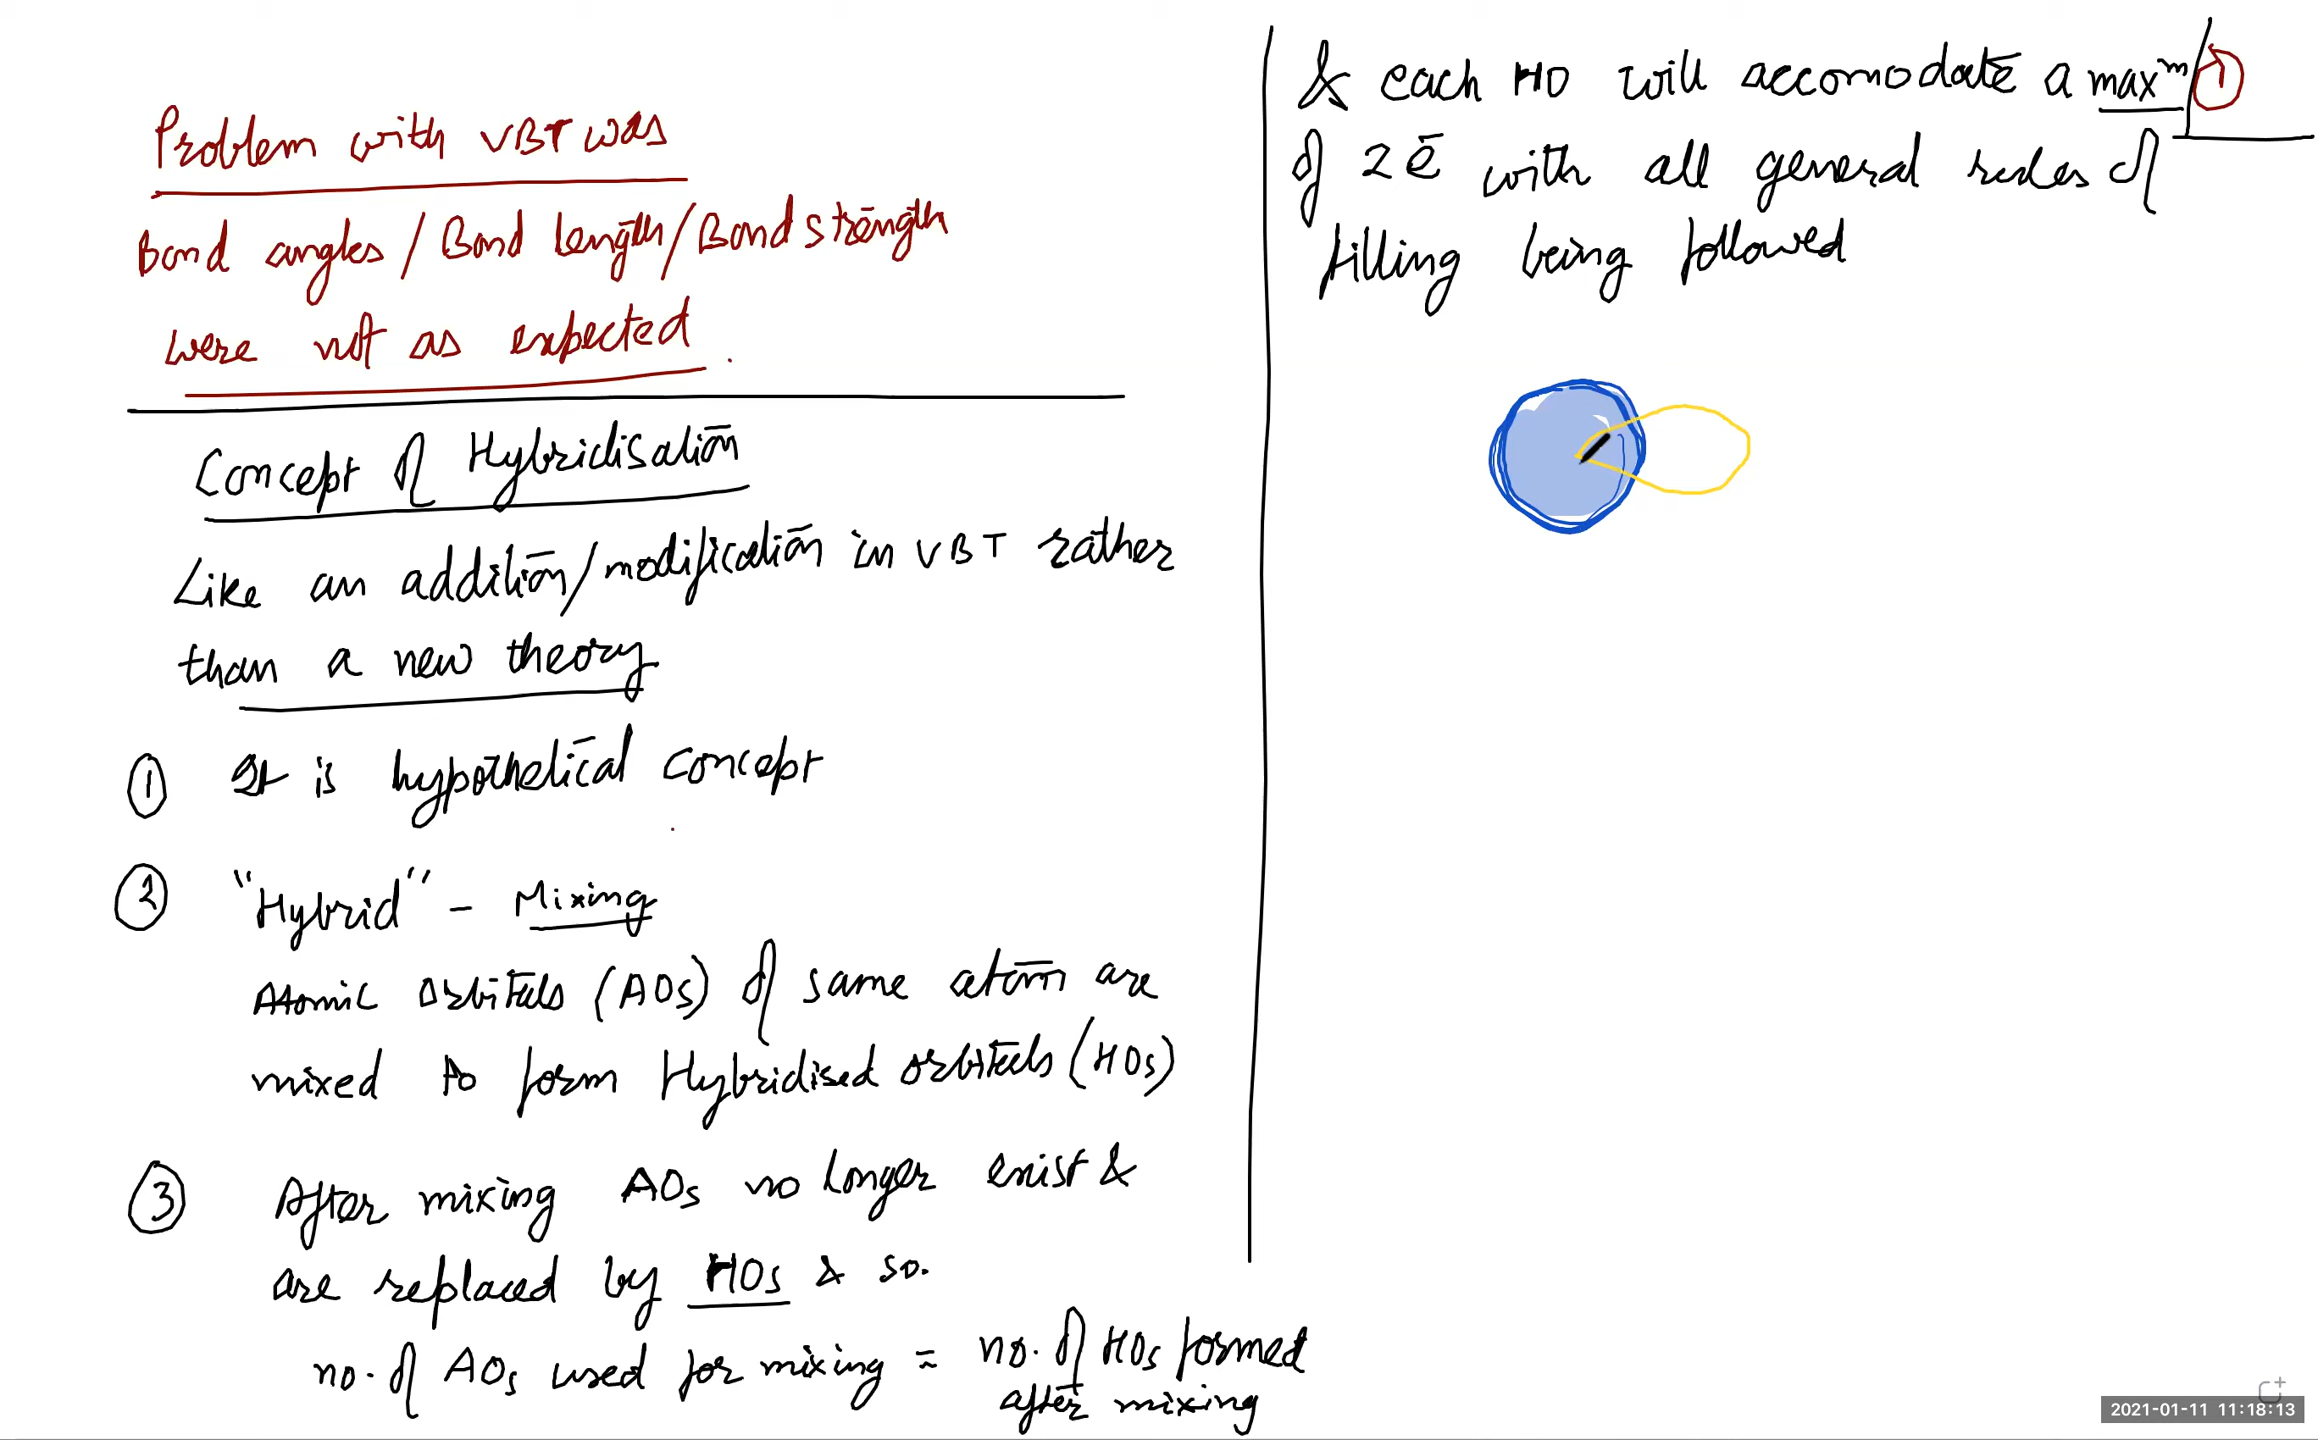 Problem with VBT was
Bond angles / Bond length / Bond strength
were not as expected.
Concept of Hybridisation
Like an addition/modification in VBT rather
than a new theory
① It is hypothetical concept
② "Hybrid" - Mixing
Atomic orbitals (AOs) of same atom are
mixed to form Hybridised orbitals (HOs)
③ After mixing AOs no longer exist &
are replaced by HOs & so.
no. of AOs used for mixing = no. of HOs formed
after mixing
& each HO will accomodate a maxᵐ
of 2ē with all general rules of
filling being followed
1
2021-01-11 11:18:13